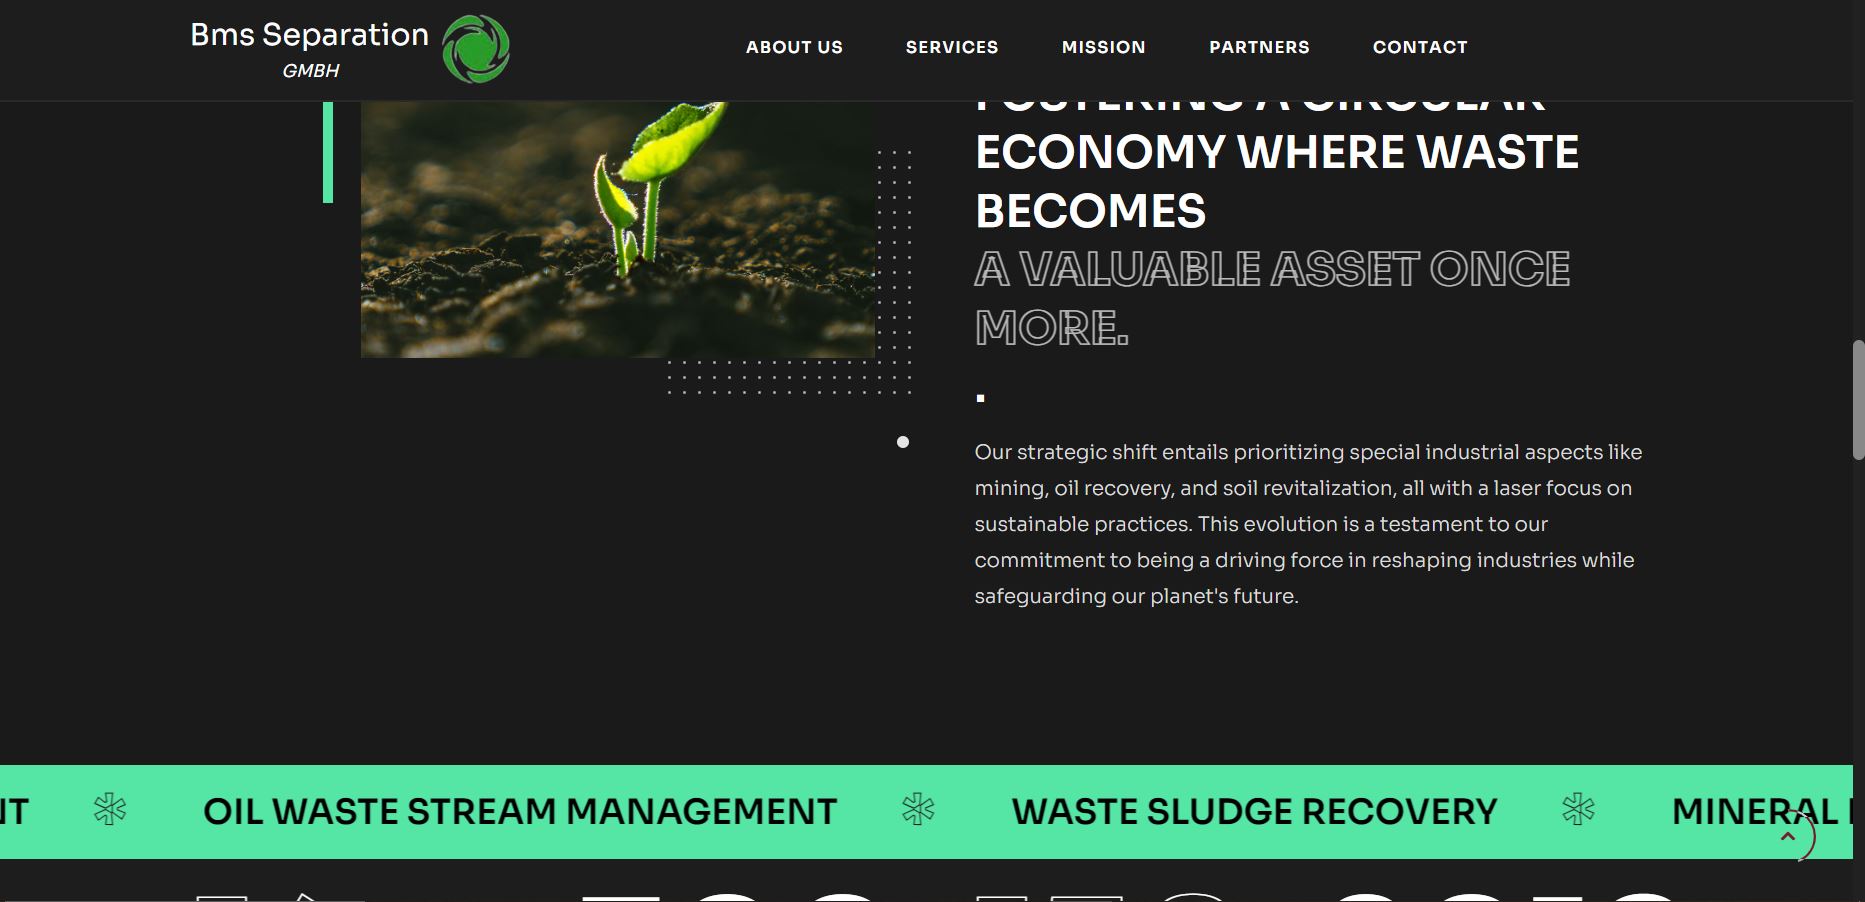 Bms Separation
GMBH
ABOUT US SERVICES MISSION PARTNERS CONTACT
FOSTERING A CIRCULAR
ECONOMY WHERE WASTE
BECOMES
A VALUABLE ASSET ONCE
MORE.
.
Our strategic shift entails prioritizing special industrial aspects like
mining, oil recovery, and soil revitalization, all with a laser focus on
sustainable practices. This evolution is a testament to our
commitment to being a driving force in reshaping industries while
safeguarding our planet's future.
OIL WASTE STREAM MANAGEMENT WASTE SLUDGE RECOVERY MINERAL